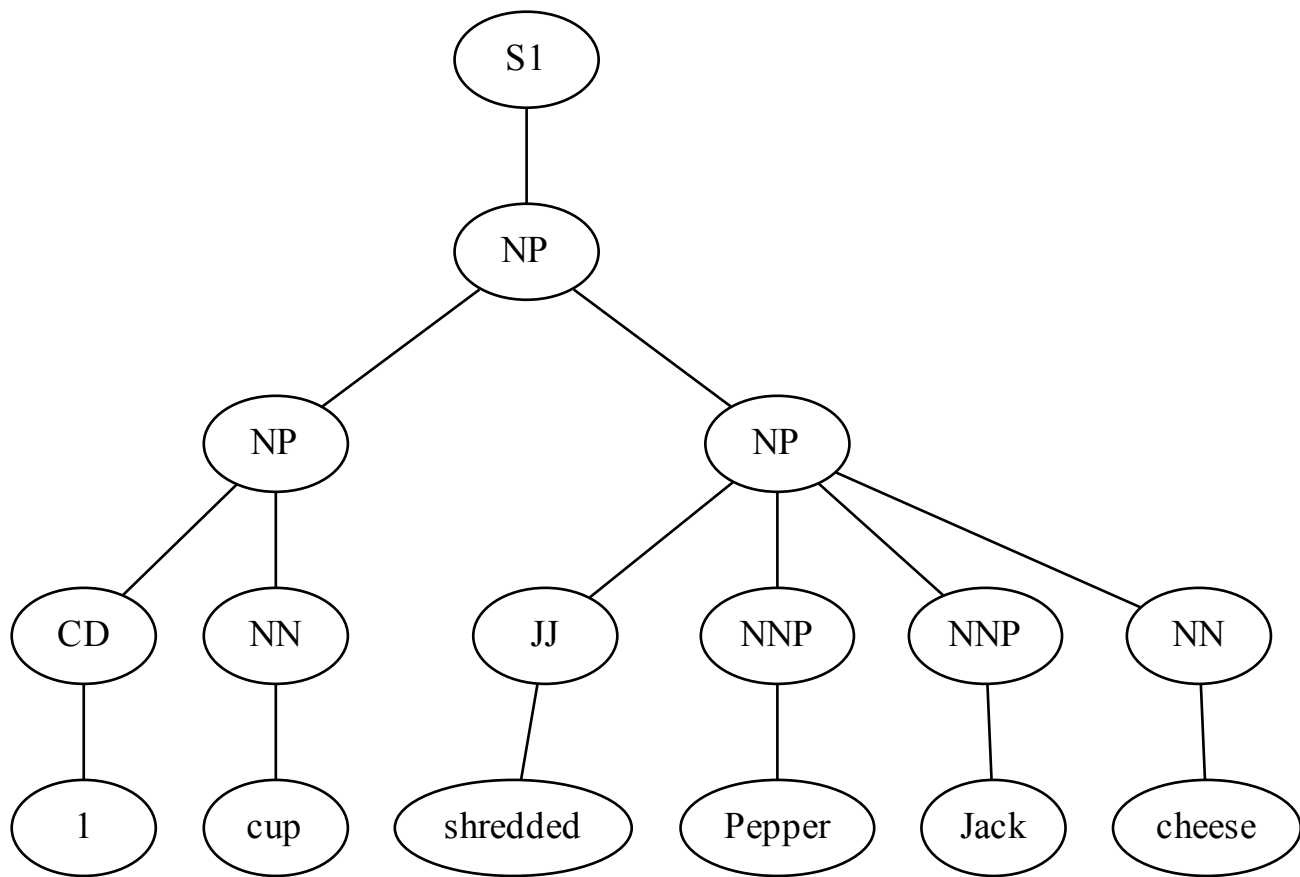 S1
NP
NP NP
CD NN JJ NNP NNP NN
1 cup shredded Pepper Jack cheese